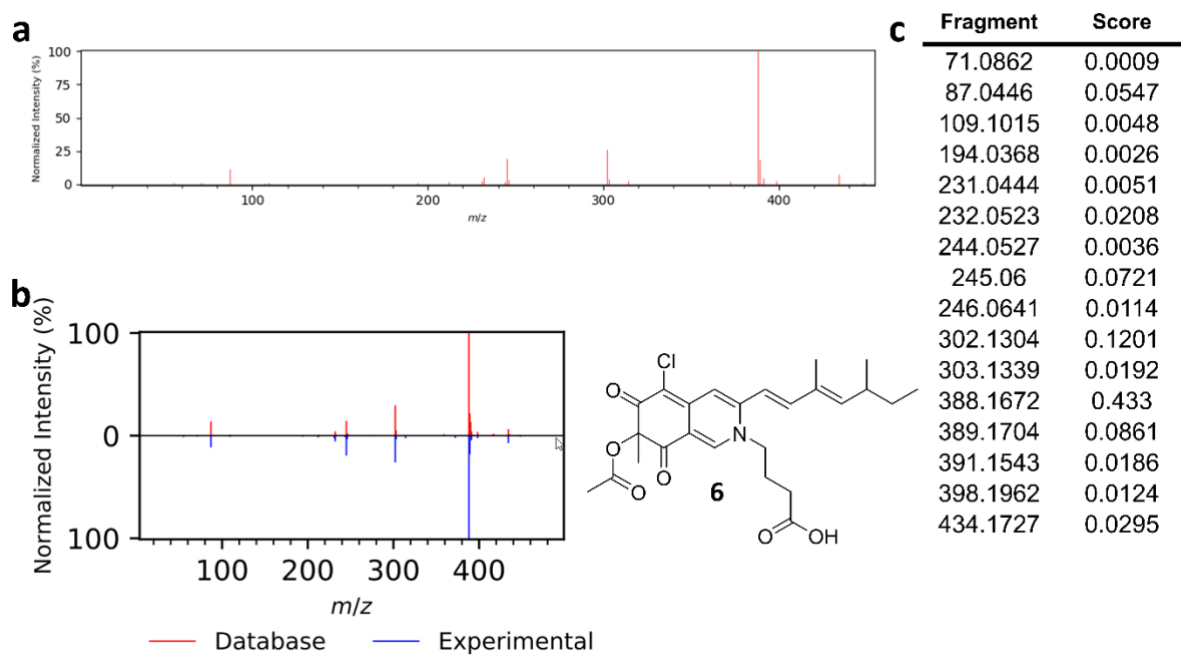 a
Normalized Intensity (%)
100
75
50
25
0
100 200 300 400
m/z
b
Normalized Intensity (%)
100
0
100
100 200 300 400
m/z
Database Experimental
Cl
O
O
O
O
N
6
O
OH
c
Fragment Score
71.0862 0.0009
87.0446 0.0547
109.1015 0.0048
194.0368 0.0026
231.0444 0.0051
232.0523 0.0208
244.0527 0.0036
245.06 0.0721
246.0641 0.0114
302.1304 0.1201
303.1339 0.0192
388.1672 0.433
389.1704 0.0861
391.1543 0.0186
398.1962 0.0124
434.1727 0.0295